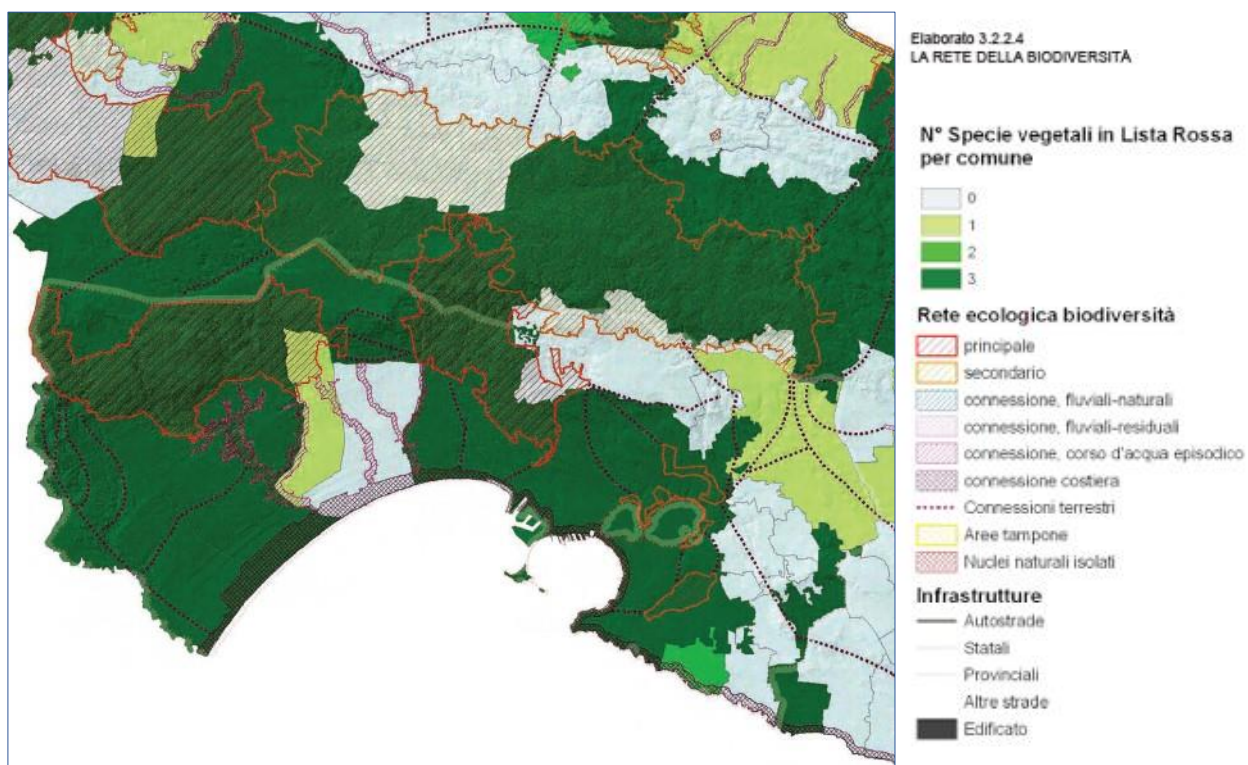 Elaborato 3.2.2.4
LA RETE DELLA BIODIVERSITÀ
N° Specie vegetali in Lista Rossa
per comune
0
1
2
3
Rete ecologica biodiversità
principale
secondario
connessione, fluviali-naturali
connessione, fluviali-residuali
connessione, corso d'acqua episodico
connessione costiera
Connessioni terrestri
Aree tampone
Nuclei naturali isolati
Infrastrutture
Autostrade
Statali
Provinciali
Altre strade
Edificato